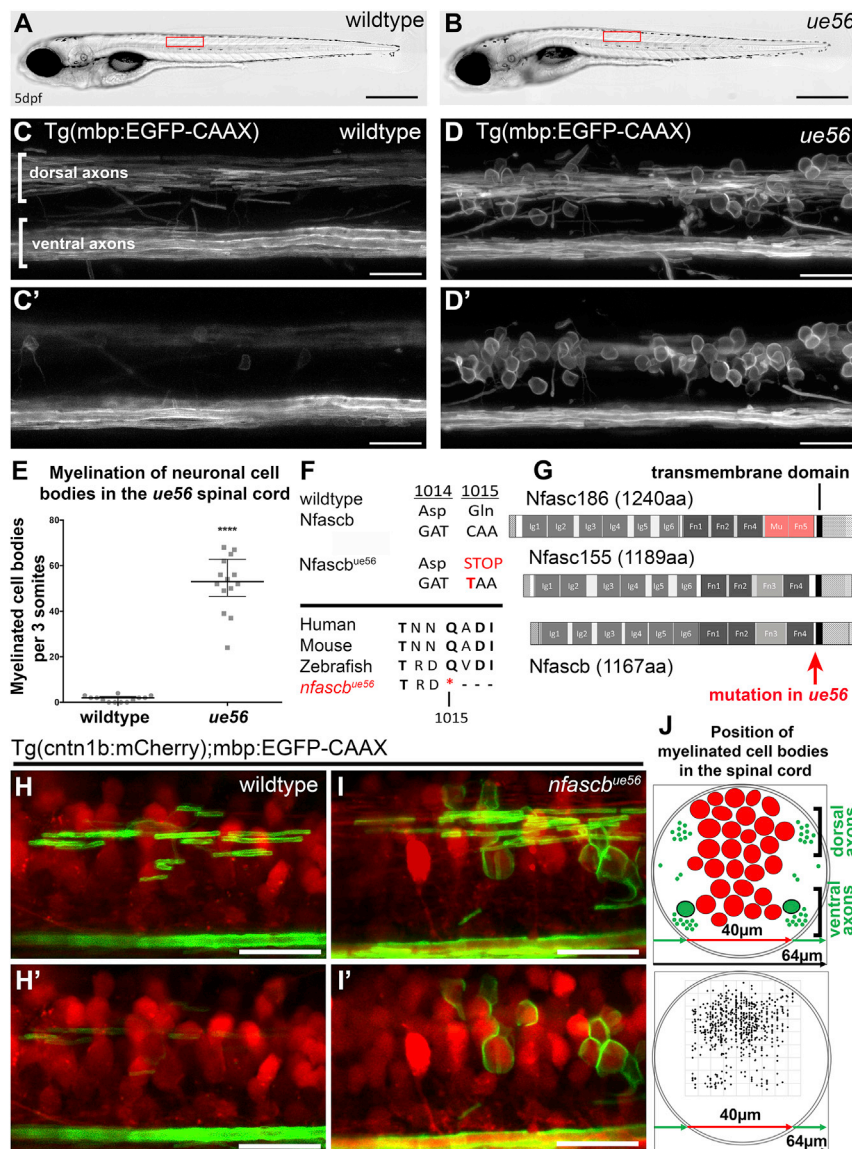 A
wildtype
5dpf
B
ue56
C
Tg(mbp:EGFP-CAAX)
wildtype
dorsal axons
ventral axons
D
Tg(mbp:EGFP-CAAX)
ue56
C'
D'
E
Myelination of neuronal cell
bodies in the ue56 spinal cord
Myelinated cell bodies
per 3 somites
80
60
40
20
0
****
wildtype
ue56
F
1014 1015
wildtype Asp Gln
Nfascb GAT CAA
Nfascbue56 Asp STOP
GAT TAA
Human T N N Q A D I
Mouse T N N Q A D I
Zebrafish T R D Q V D I
nfascbue56 T R D * - - -
1015
G
transmembrane domain
Nfasc186 (1240aa)
Ig1 Ig2 Ig3 Ig4 Ig5 Ig6 Fn1 Fn2 Fn4 Mu Fn5
Nfasc155 (1189aa)
Ig1 Ig2 Ig3 Ig4 Ig5 Ig6 Fn1 Fn2 Fn3 Fn4
Ig1 Ig2 Ig3 Ig4 Ig5 Ig6 Fn1 Fn2 Fn3 Fn4
Nfascb (1167aa)
mutation in ue56
Tg(cntn1b:mCherry);mbp:EGFP-CAAX
H
wildtype
I
nfascbue56
H'
I'
J
Position of
myelinated cell bodies
in the spinal cord
dorsal
axons
ventral
axons
40µm
64µm
40µm
64µm